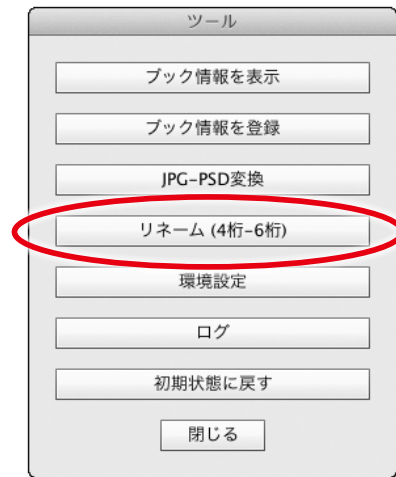 ツール
ブック情報を表示
ブック情報を登録
JPG-PSD変換
リネーム (4桁-6桁)
環境設定
ログ
初期状態に戻す
閉じる